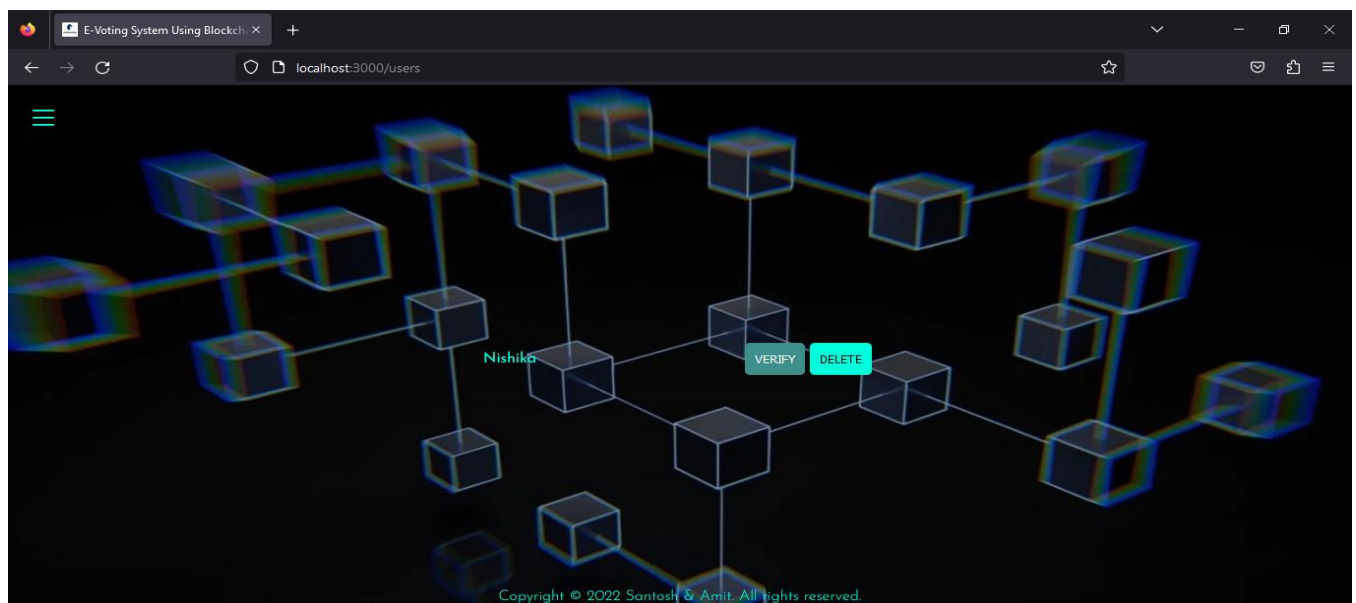 E-Voting System Using Blockch
localhost:3000/users
Nishika
VERIFY DELETE
Copyright © 2022 Santosh & Amit. All rights reserved.